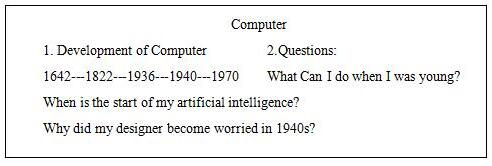 Computer
1. Development of Computer 2.Questions:
1642---1822---1936---1940---1970 What Can I do when I was young?
When is the start of my artificial intelligence?
Why did my designer become worried in 1940s?